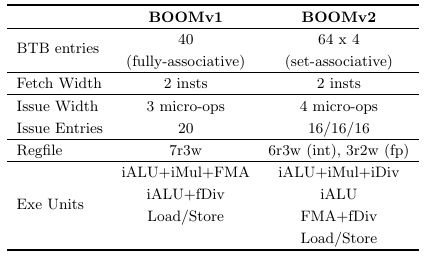 BOOMv1 BOOMv2
BTB entries 40 64 x 4
(fully-associative) (set-associative)
Fetch Width 2 insts 2 insts
Issue Width 3 micro-ops 4 micro-ops
Issue Entries 20 16/16/16
Regfile 7r3w 6r3w (int), 3r2w (fp)
Exe Units iALU+iMul+FMA iALU+iMul+iDiv
iALU+fDiv iALU
Load/Store FMA+fDiv
Load/Store